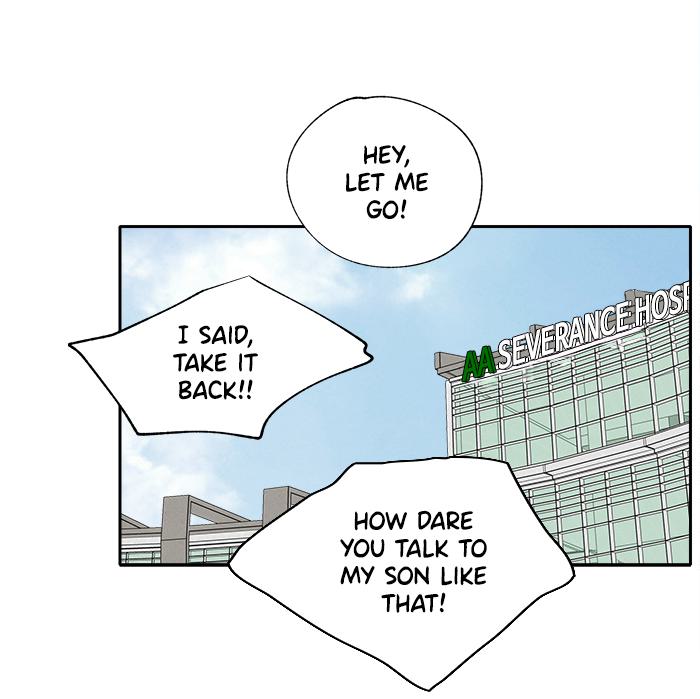 HEY,
LET ME
GO!
I SAID,
TAKE IT
BACK!!
AA SEVERANCE HOSP
HOW DARE
YOU TALK TO
MY SON LIKE
THAT!